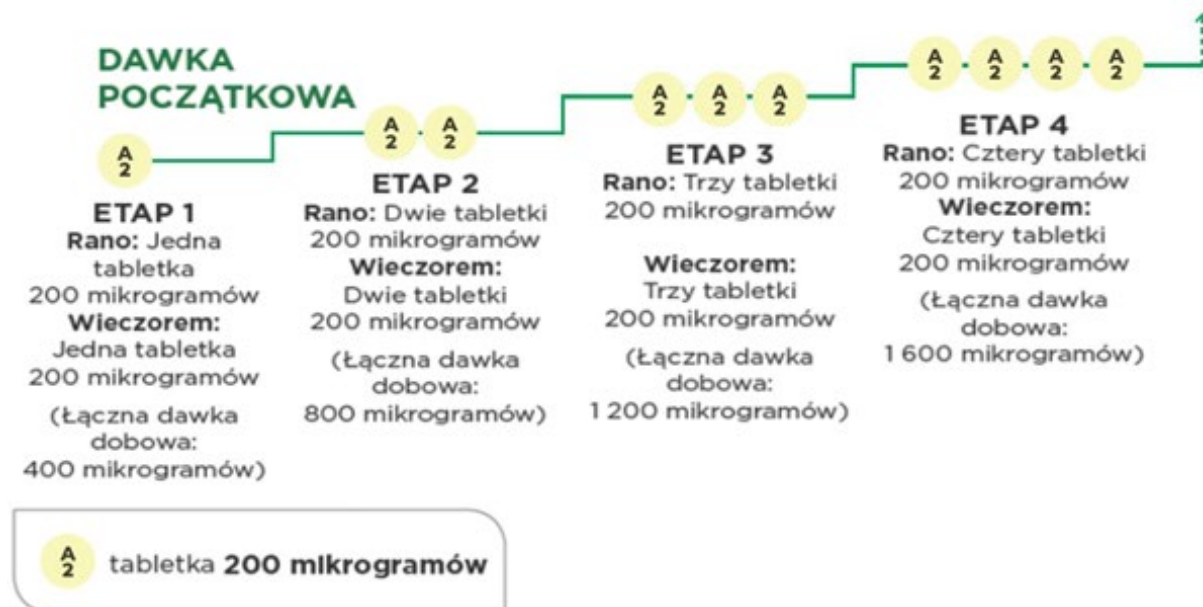 DAWKA
POCZĄTKOWA
A
2
ETAP 1
Rano: Jedna
tabletka
200 mikrogramów
Wieczorem:
Jedna tabletka
200 mikrogramów
(Łączna dawka
dobowa:
400 mikrogramów)
A
2
A
2
ETAP 2
Rano: Dwie tabletki
200 mikrogramów
Wieczorem:
Dwie tabletki
200 mikrogramów
(Łączna dawka
dobowa:
800 mikrogramów)
A
2
A
2
A
2
ETAP 3
Rano: Trzy tabletki
200 mikrogramów
Wieczorem:
Trzy tabletki
200 mikrogramów
(Łączna dawka
dobowa:
1 200 mikrogramów)
A
2
A
2
A
2
A
2
ETAP 4
Rano: Cztery tabletki
200 mikrogramów
Wieczorem:
Cztery tabletki
200 mikrogramów
(Łączna dawka
dobowa:
1 600 mikrogramów)
A
2
tabletka 200 mikrogramów